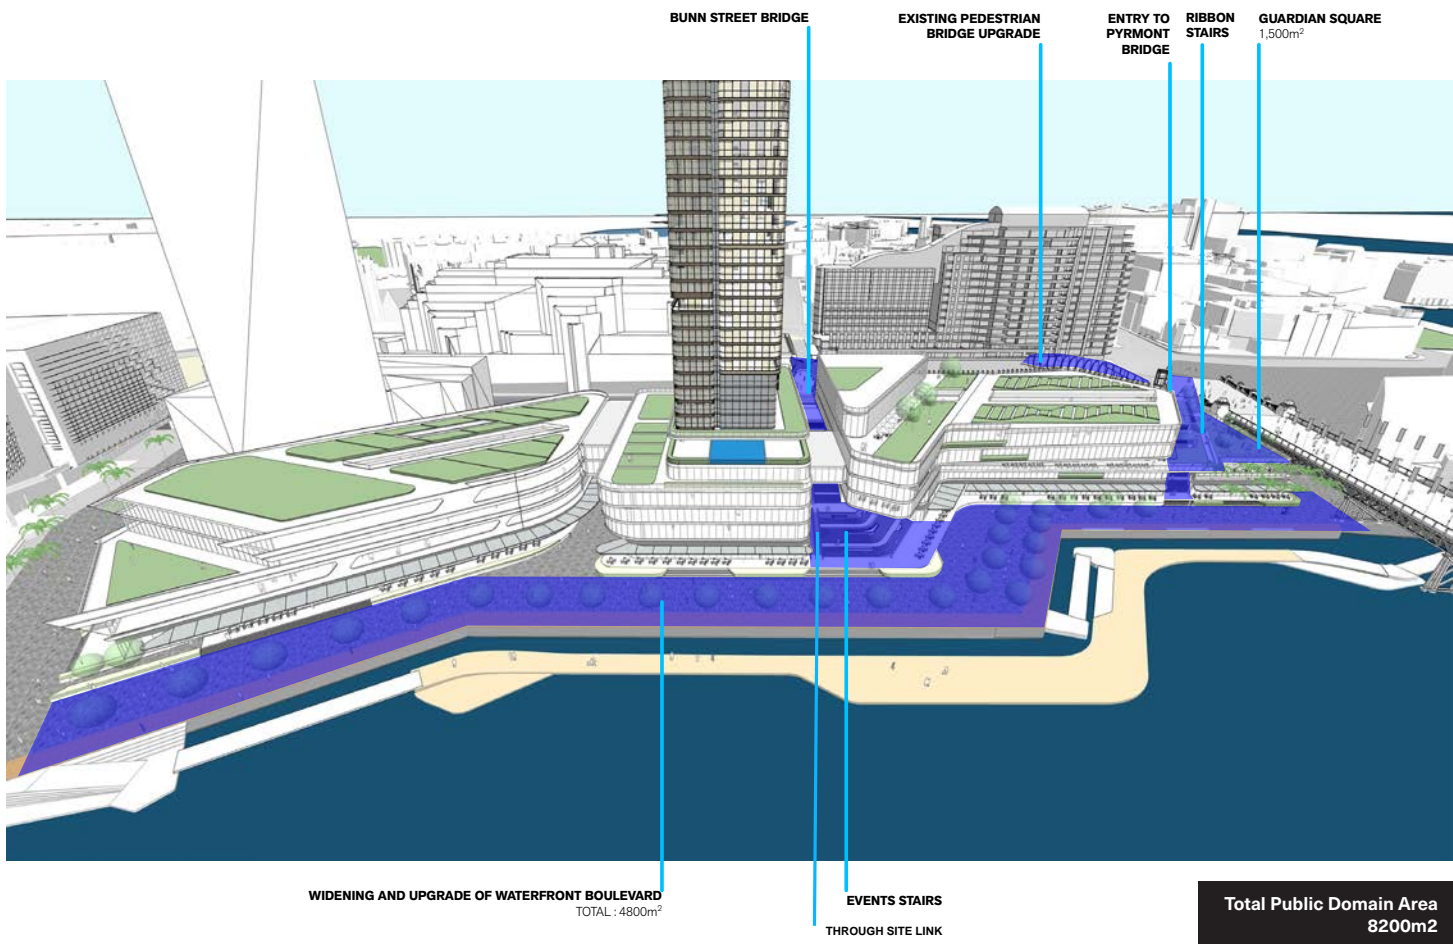 BUNN STREET BRIDGE
EXISTING PEDESTRIAN
BRIDGE UPGRADE
ENTRY TO
PYRMONT
BRIDGE
RIBBON
STAIRS
GUARDIAN SQUARE
1,500m²
WIDENING AND UPGRADE OF WATERFRONT BOULEVARD
TOTAL : 4800m²
EVENTS STAIRS
THROUGH SITE LINK
Total Public Domain Area
8200m2